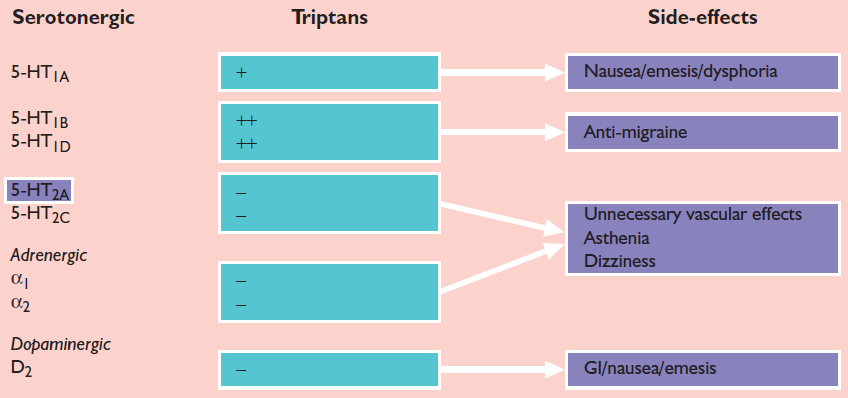 Serotonergic Triptans Side-effects
5-HT1A + Nausea/emesis/dysphoria
5-HT1B ++
5-HT1D ++
Anti-migraine
5-HT2A –
5-HT2C –
Unnecessary vascular effects
Asthenia
Dizziness
Adrenergic
α1 –
α2 –
Dopaminergic
D2 – GI/nausea/emesis